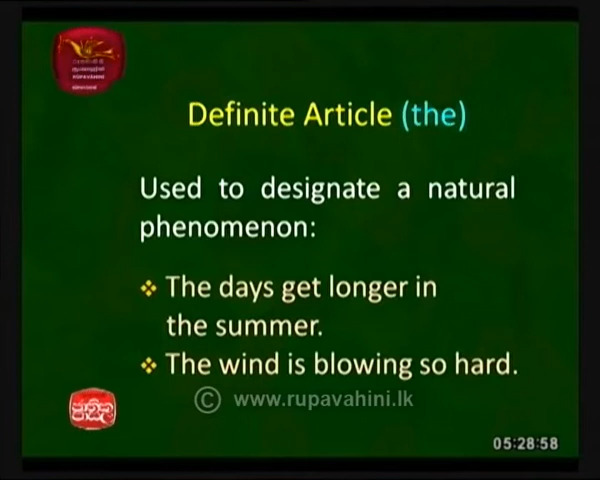 Definite Article (the)
Used to designate a natural
phenomenon:
❖ The days get longer in
the summer.
❖ The wind is blowing so hard.
© www.rupavahini.lk
05:28:58